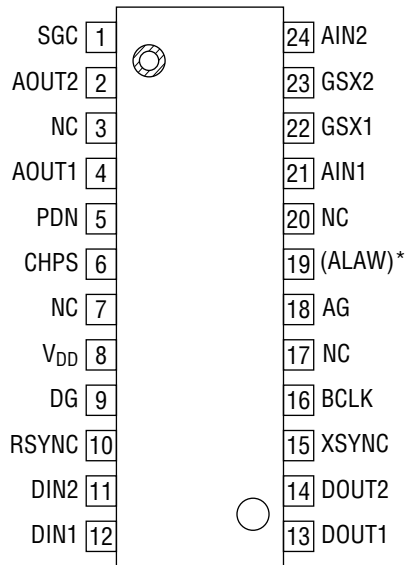 SGC 1 24 AIN2
AOUT2 2 23 GSX2
NC 3 22 GSX1
AOUT1 4 21 AIN1
PDN 5 20 NC
CHPS 6 19 (ALAW)*
NC 7 18 AG
VDD 8 17 NC
DG 9 16 BCLK
RSYNC 10 15 XSYNC
DIN2 11 14 DOUT2
DIN1 12 13 DOUT1